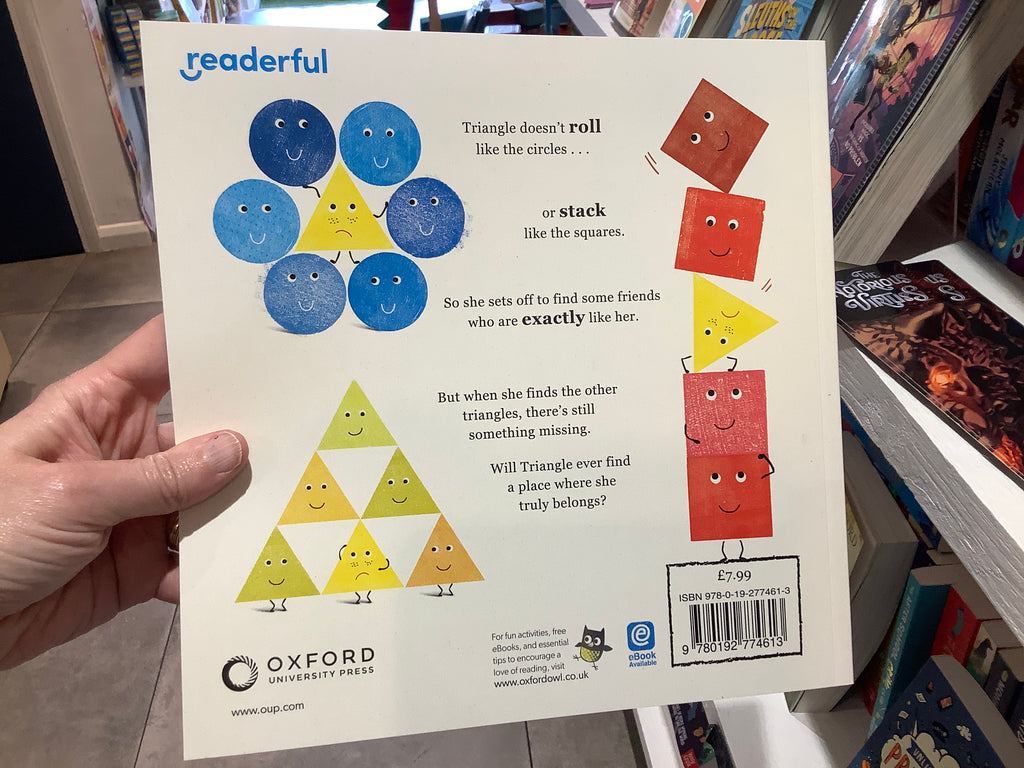 readerful
Triangle doesn't roll
like the circles . . .
or stack
like the squares.
So she sets off to find some friends
who are exactly like her.
But when she finds the other
triangles, there's still
something missing.
Will Triangle ever find
a place where she
truly belongs?
£7.99
ISBN 978-0-19-277461-3
9 780192 774613
OXFORD
UNIVERSITY PRESS
www.oup.com
For fun activities, free
eBooks, and essential
tips to encourage a
love of reading, visit
www.oxfordowl.co.uk
eBook
Available
SLEUTHS
THE